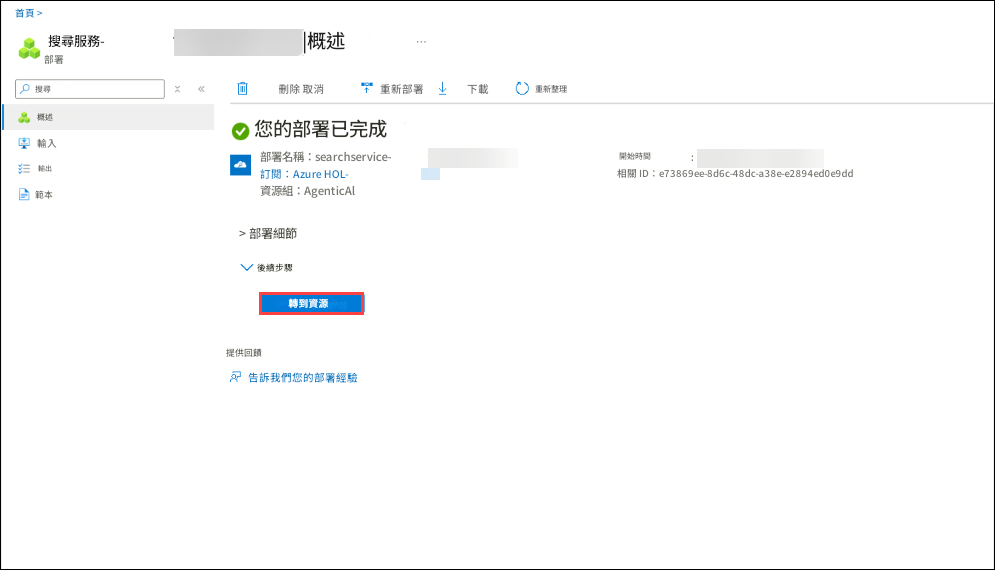 首頁 >
搜尋服務-
|概述
...
部署
搜尋
刪除 取消
重新部署
下載
重新整理
概述
輸入
輸出
範本
您的部署已完成
部署名稱：searchservice-
訂閱：Azure HOL-
資源組：AgenticAl
開始時間 :
相關 ID：e73869ee-8d6c-48dc-a38e-e2894ed0e9dd
> 部署細節
後續步驟
轉到資源
提供回饋
告訴我們您的部署經驗